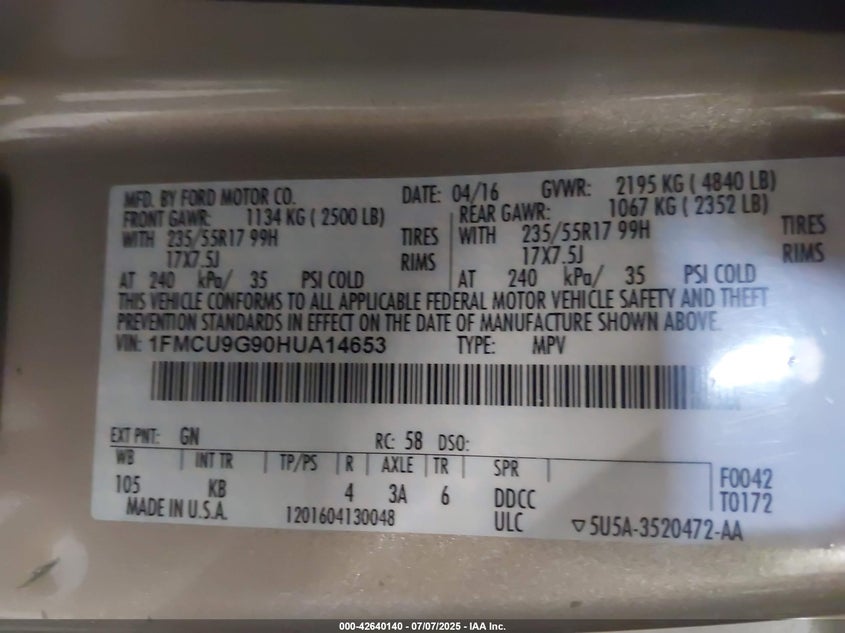 MFD. BY FORD MOTOR CO. DATE: 04/16 GVWR: 2195 KG ( 4840 LB)
FRONT GAWR: 1134 KG ( 2500 LB) REAR GAWR: 1067 KG ( 2352 LB)
WITH 235/55R17 99H TIRES WITH 235/55R17 99H TIRES
17X7.5J RIMS 17X7.5J RIMS
AT 240 kPa/ 35 PSI COLD AT 240 kPa/ 35 PSI COLD
THIS VEHICLE CONFORMS TO ALL APPLICABLE FEDERAL MOTOR VEHICLE SAFETY AND THEFT
PREVENTION STANDARDS IN EFFECT ON THE DATE OF MANUFACTURE SHOWN ABOVE.
VIN: 1FMCU9G90HUA14653 TYPE: MPV
EXT PNT: GN RC: 58 DSO:
WB INT TR TP/PS R AXLE TR SPR
105 KB 4 3A 6 DDCC
F0042
T0172
MADE IN U.S.A. 1201604130048 ULC ▽5U5A-3520472-AA
000-42640140 - 07/07/2025 - IAA Inc.